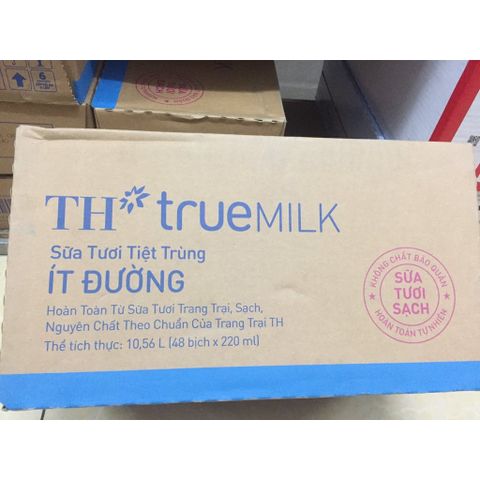 6
TH truemILK
Sữa Tươi Tiệt Trùng
ÍT ĐƯỜNG
Hoàn Toàn Từ Sữa Tươi Trang Trại, Sạch,
Nguyên Chất Theo Chuẩn Của Trang Trại TH
Thể tích thực: 10,56 L (48 bịch x 220 ml)
KHÔNG CHẤT BẢO QUẢN
SỮA
TƯƠI
SẠCH
HOÀN TOÀN TỰ NHIÊN